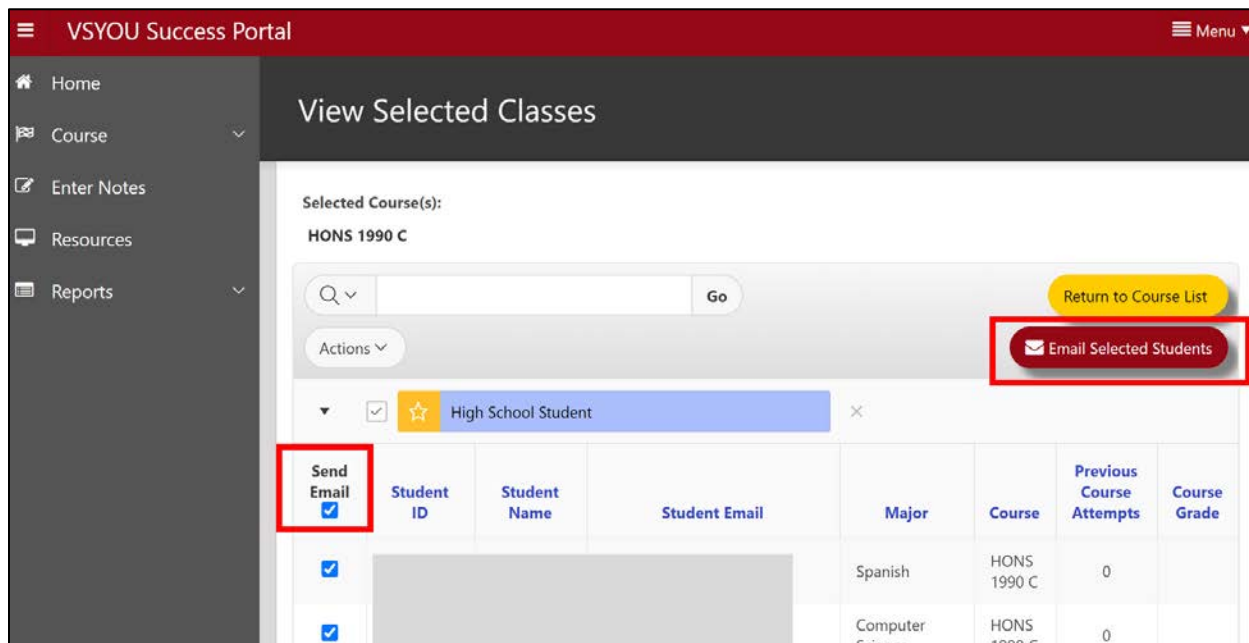 VSYOU Success Portal
Menu
Home
Course
Enter Notes
Resources
Reports
View Selected Classes
Selected Course(s):
HONS 1990 C
Go
Return to Course List
Actions
Email Selected Students
High School Student
Send
Email
Student
ID
Student
Name
Student Email
Major
Course
Previous
Course
Attempts
Course
Grade
Spanish
HONS
1990 C
0
Computer
HONS
0